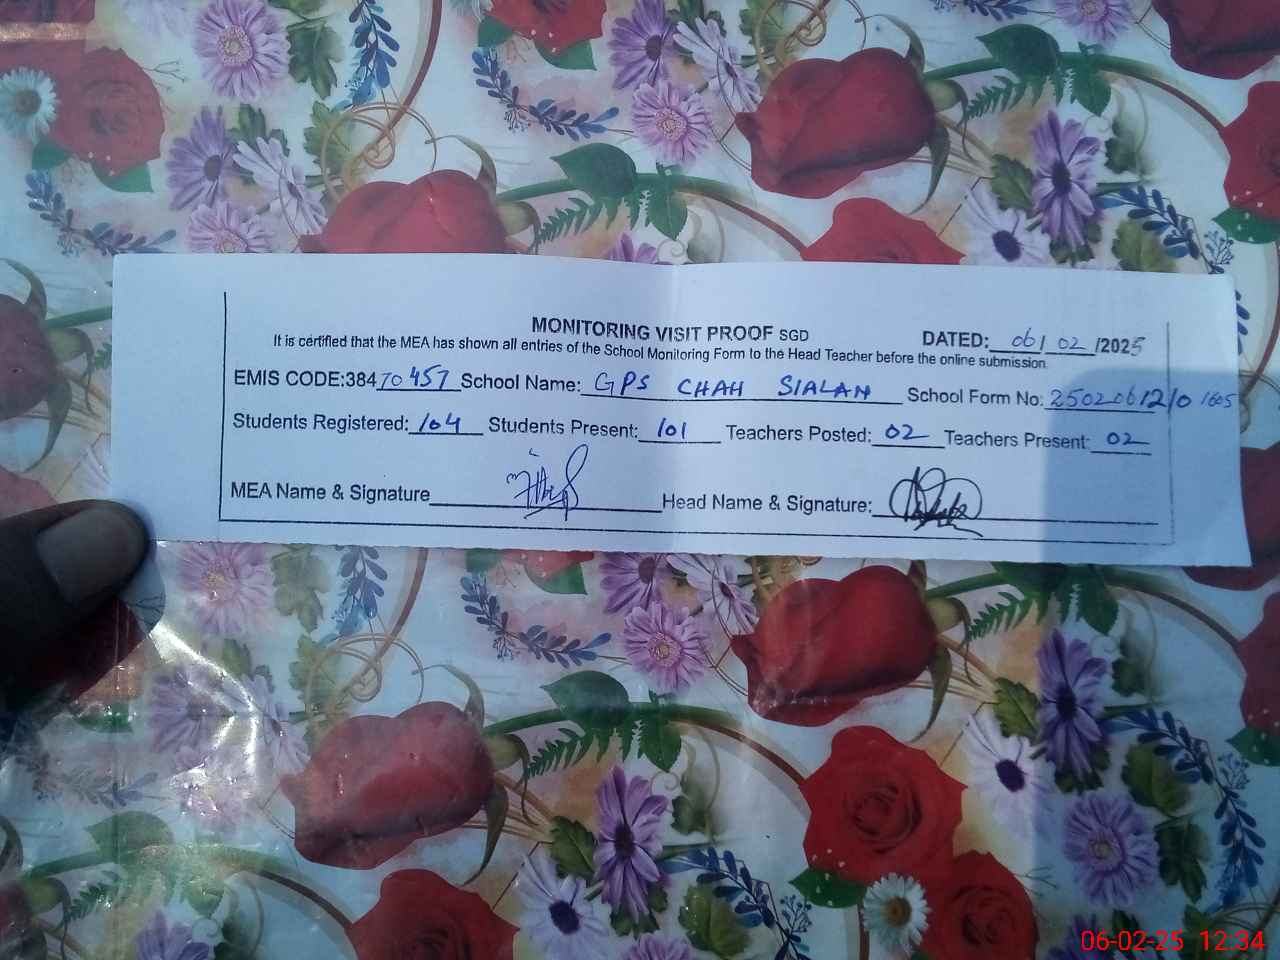 MONITORING VISIT PROOF SGD DATED: 06/02/2025
It is certified that the MEA has shown all entries of the School Monitoring Form to the Head Teacher before the online submission.
EMIS CODE:38470457 School Name: GPS CHAH SIALAN School Form No: 25020612101605
Students Registered: 104 Students Present: 101 Teachers Posted: 02 Teachers Present: 02
MEA Name & Signature Head Name & Signature:
06-02-25 12:34